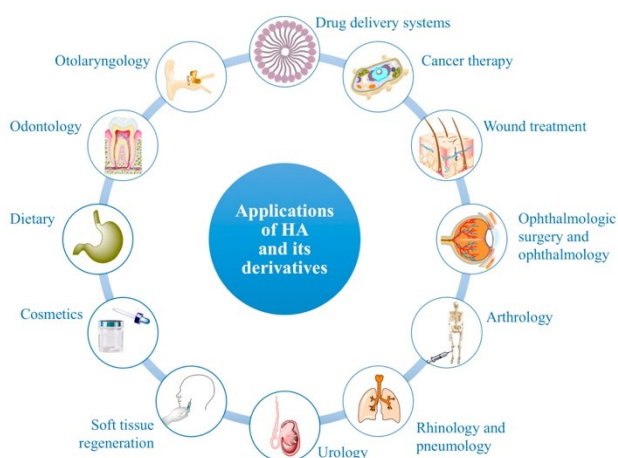 Drug delivery systems
Cancer therapy
Wound treatment
Ophthalmologic
surgery and
ophthalmology
Arthrology
Rhinology and
pneumology
Urology
Soft tissue
regeneration
Cosmetics
Dietary
Odontology
Otolaryngology
Applications
of HA
and its
derivatives